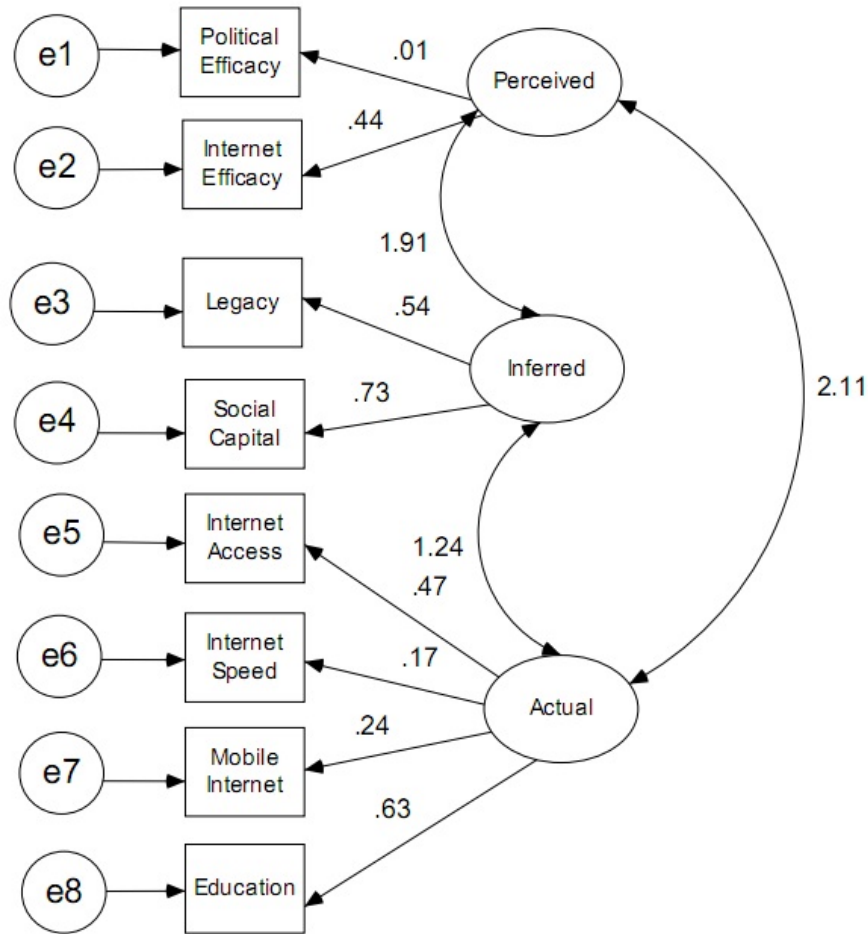 e1
Political
Efficacy
.01
Perceived
e2
Internet
Efficacy
.44
1.91
e3
Legacy
.54
Inferred
2.11
e4
Social
Capital
.73
e5
Internet
Access
1.24
.47
e6
Internet
Speed
.17
Actual
e7
Mobile
Internet
.24
e8
Education
.63